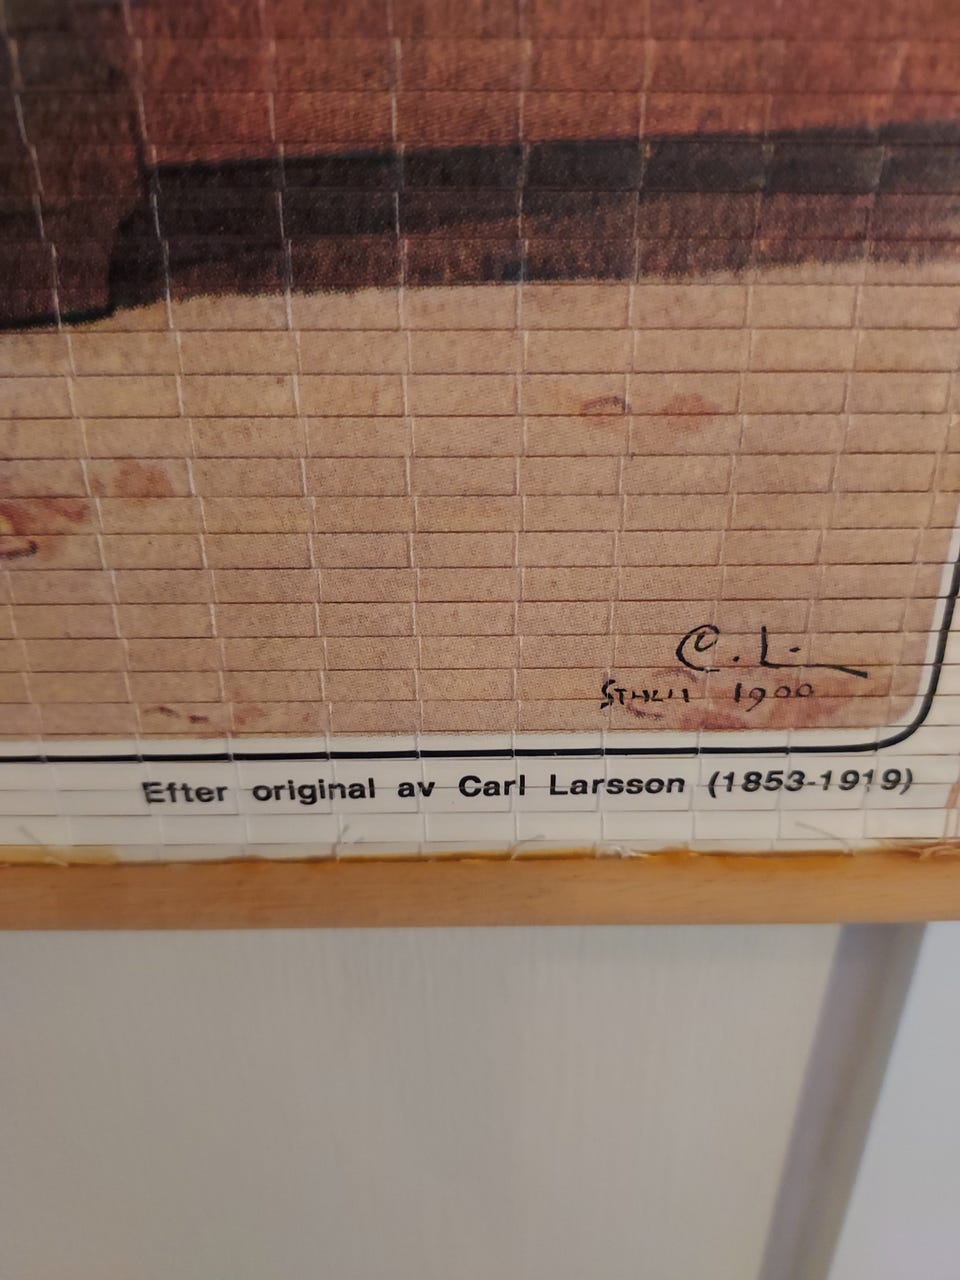 C. L.
STHLM 1900
Efter original av Carl Larsson (1853-1919)